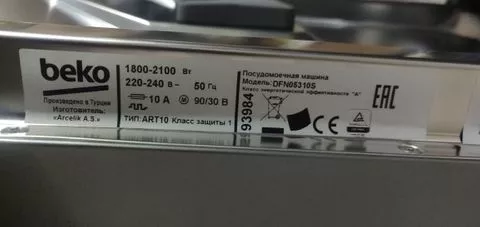 beko
Произведено в Турции
Изготовитель:
«Arcelik A.S.»
1800-2100 Вт
220-240 В~ 50 Гц
10 A M 90/30 В
ТИП: ART10 Класс защиты 1
93984
Посудомоечная машина
Модель: DFN05310S
Класс энергетической эффективности "А"
EAC